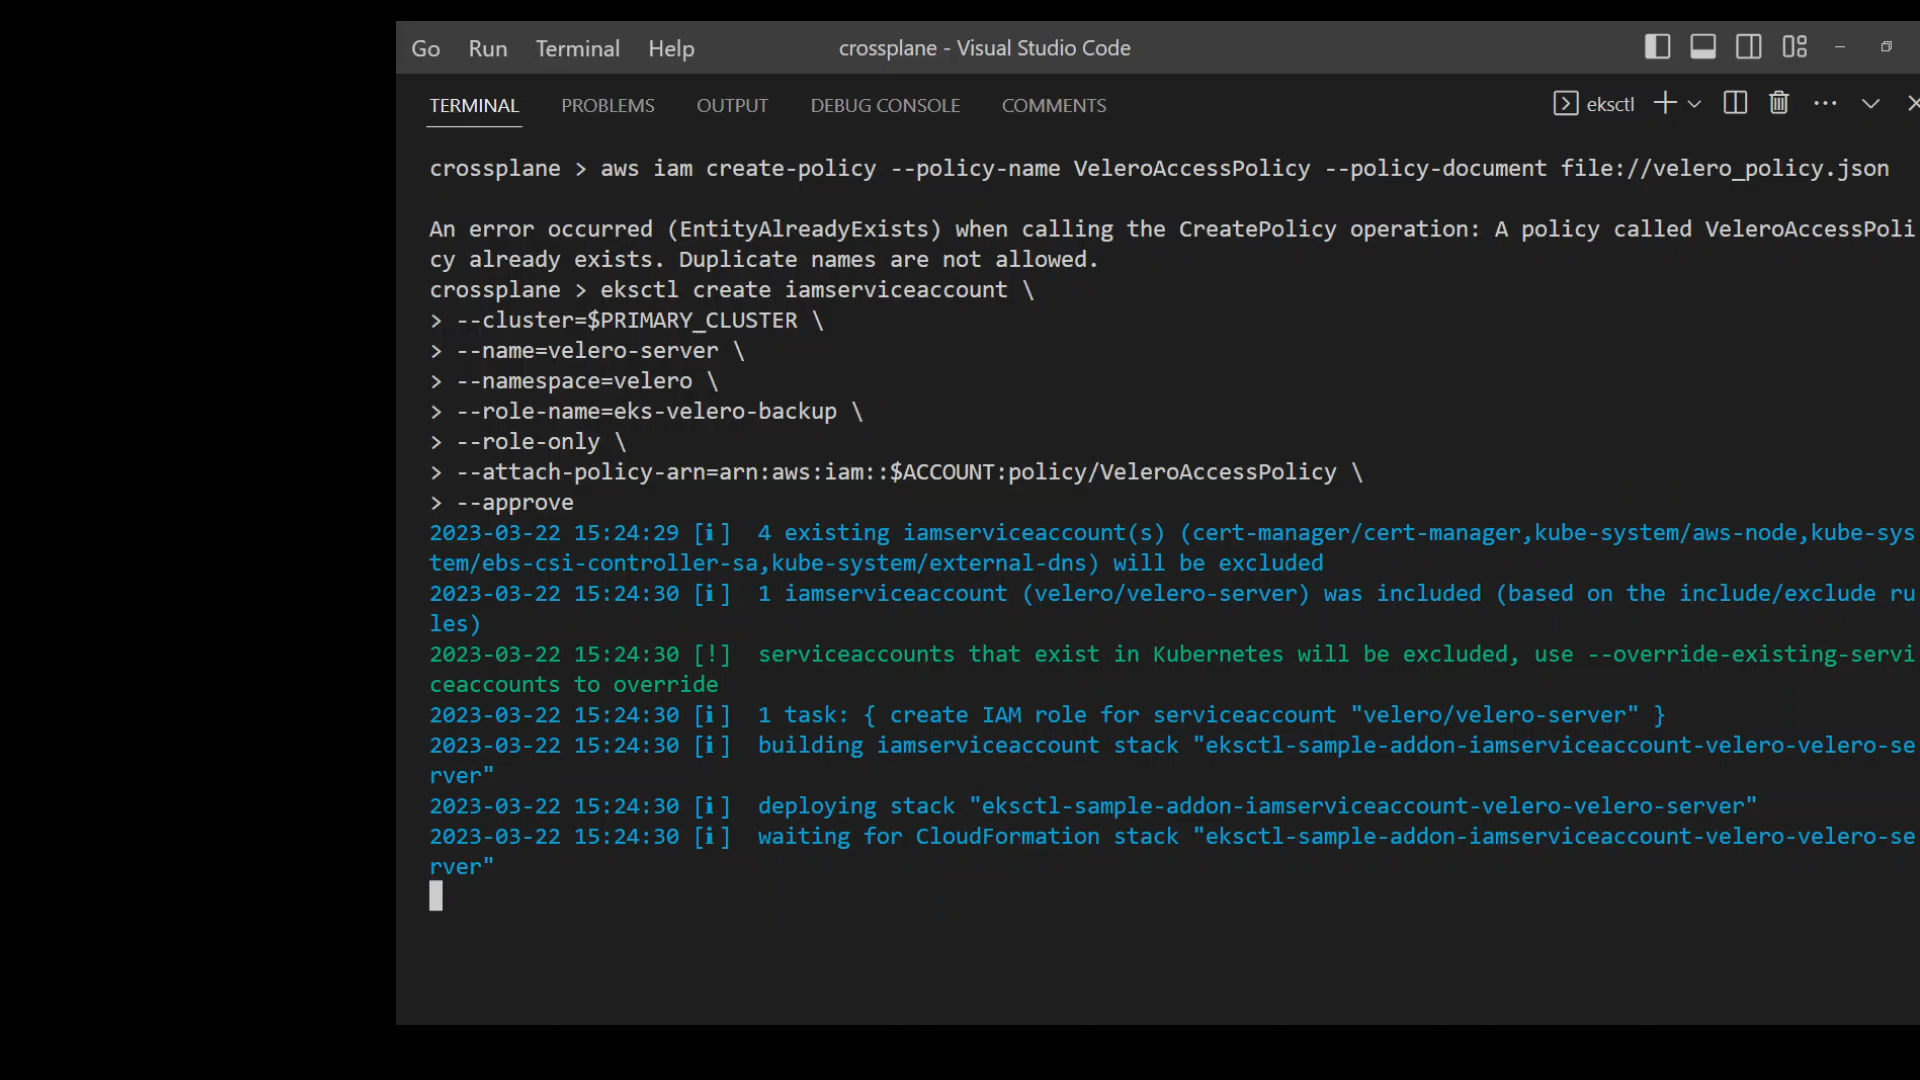 Go Run Terminal Help crossplane - Visual Studio Code
TERMINAL PROBLEMS OUTPUT DEBUG CONSOLE COMMENTS eksctl
crossplane > aws iam create-policy --policy-name VeleroAccessPolicy --policy-document file://velero_policy.json
An error occurred (EntityAlreadyExists) when calling the CreatePolicy operation: A policy called VeleroAccessPoli
cy already exists. Duplicate names are not allowed.
crossplane > eksctl create iamserviceaccount \
> --cluster=$PRIMARY_CLUSTER \
> --name=velero-server \
> --namespace=velero \
> --role-name=eks-velero-backup \
> --role-only \
> --attach-policy-arn=arn:aws:iam::$ACCOUNT:policy/VeleroAccessPolicy \
> --approve
2023-03-22 15:24:29 [ℹ]  4 existing iamserviceaccount(s) (cert-manager/cert-manager,kube-system/aws-node,kube-sys
tem/ebs-csi-controller-sa,kube-system/external-dns) will be excluded
2023-03-22 15:24:30 [ℹ]  1 iamserviceaccount (velero/velero-server) was included (based on the include/exclude ru
les)
2023-03-22 15:24:30 [!]  serviceaccounts that exist in Kubernetes will be excluded, use --override-existing-servi
ceaccounts to override
2023-03-22 15:24:30 [ℹ]  1 task: { create IAM role for serviceaccount "velero/velero-server" }
2023-03-22 15:24:30 [ℹ]  building iamserviceaccount stack "eksctl-sample-addon-iamserviceaccount-velero-velero-se
rver"
2023-03-22 15:24:30 [ℹ]  deploying stack "eksctl-sample-addon-iamserviceaccount-velero-velero-server"
2023-03-22 15:24:30 [ℹ]  waiting for CloudFormation stack "eksctl-sample-addon-iamserviceaccount-velero-velero-se
rver"